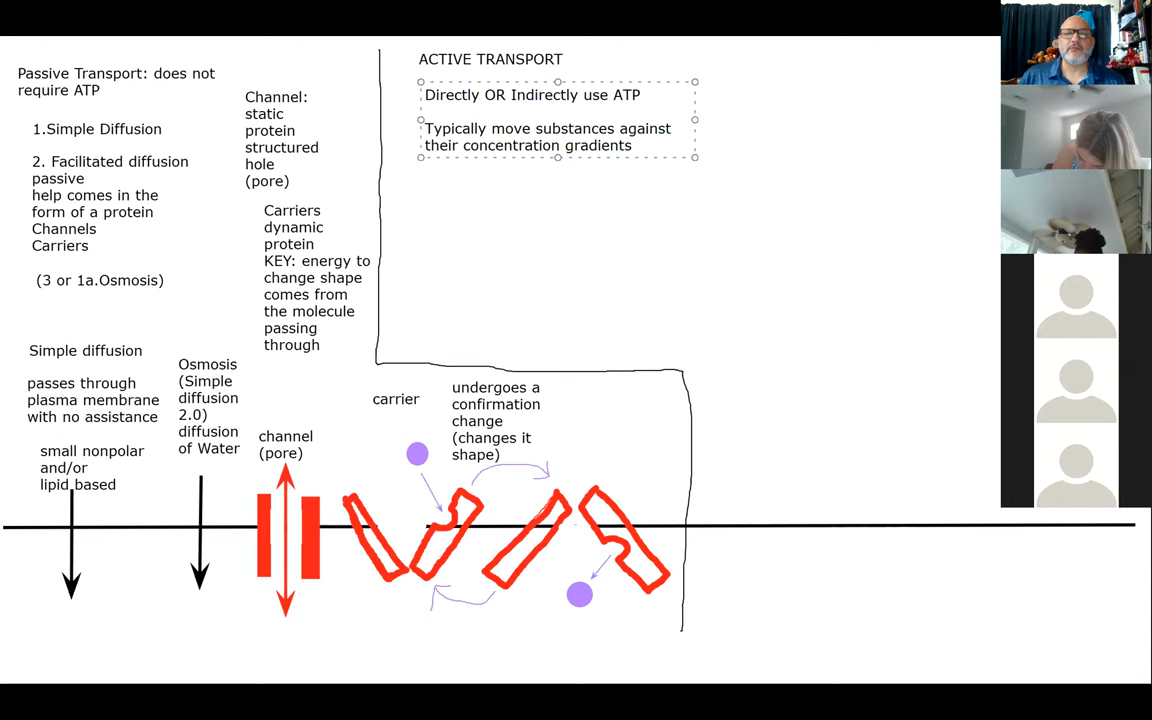 Passive Transport: does not
require ATP
1.Simple Diffusion
2. Facilitated diffusion
passive
help comes in the
form of a protein
Channels
Carriers
(3 or 1a.Osmosis)
Channel:
static
protein
structured
hole
(pore)
Carriers
dynamic
protein
KEY: energy to
change shape
comes from
the molecule
passing
through
ACTIVE TRANSPORT
Directly OR Indirectly use ATP
Typically move substances against
their concentration gradients
Simple diffusion
passes through
plasma membrane
with no assistance
small nonpolar
and/or
lipid based
Osmosis
(Simple
diffusion
2.0)
diffusion
of Water
channel
(pore)
carrier
undergoes a
confirmation
change
(changes it
shape)